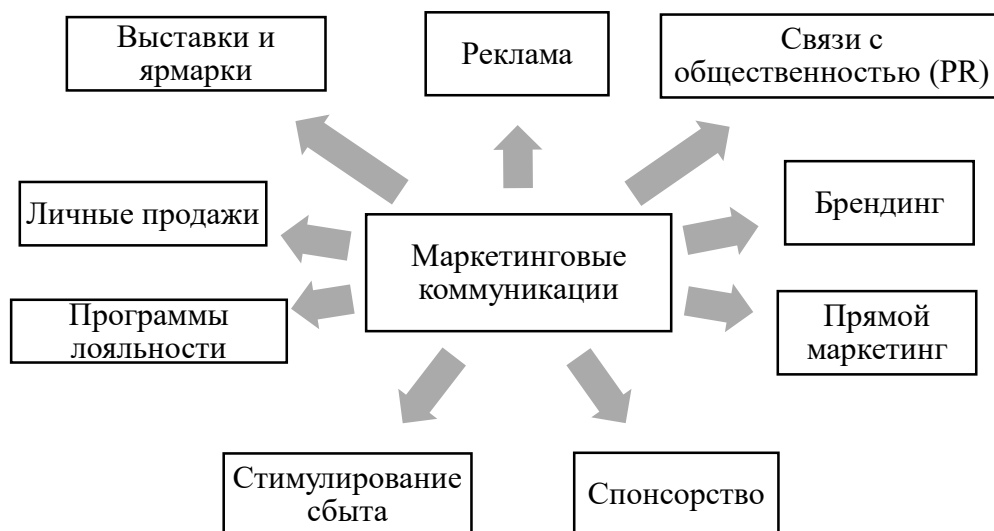 Выставки и
ярмарки
Реклама
Связи с
общественностью (PR)
Личные продажи
Маркетинговые
коммуникации
Брендинг
Программы
лояльности
Прямой
маркетинг
Стимулирование
сбыта
Спонсорство